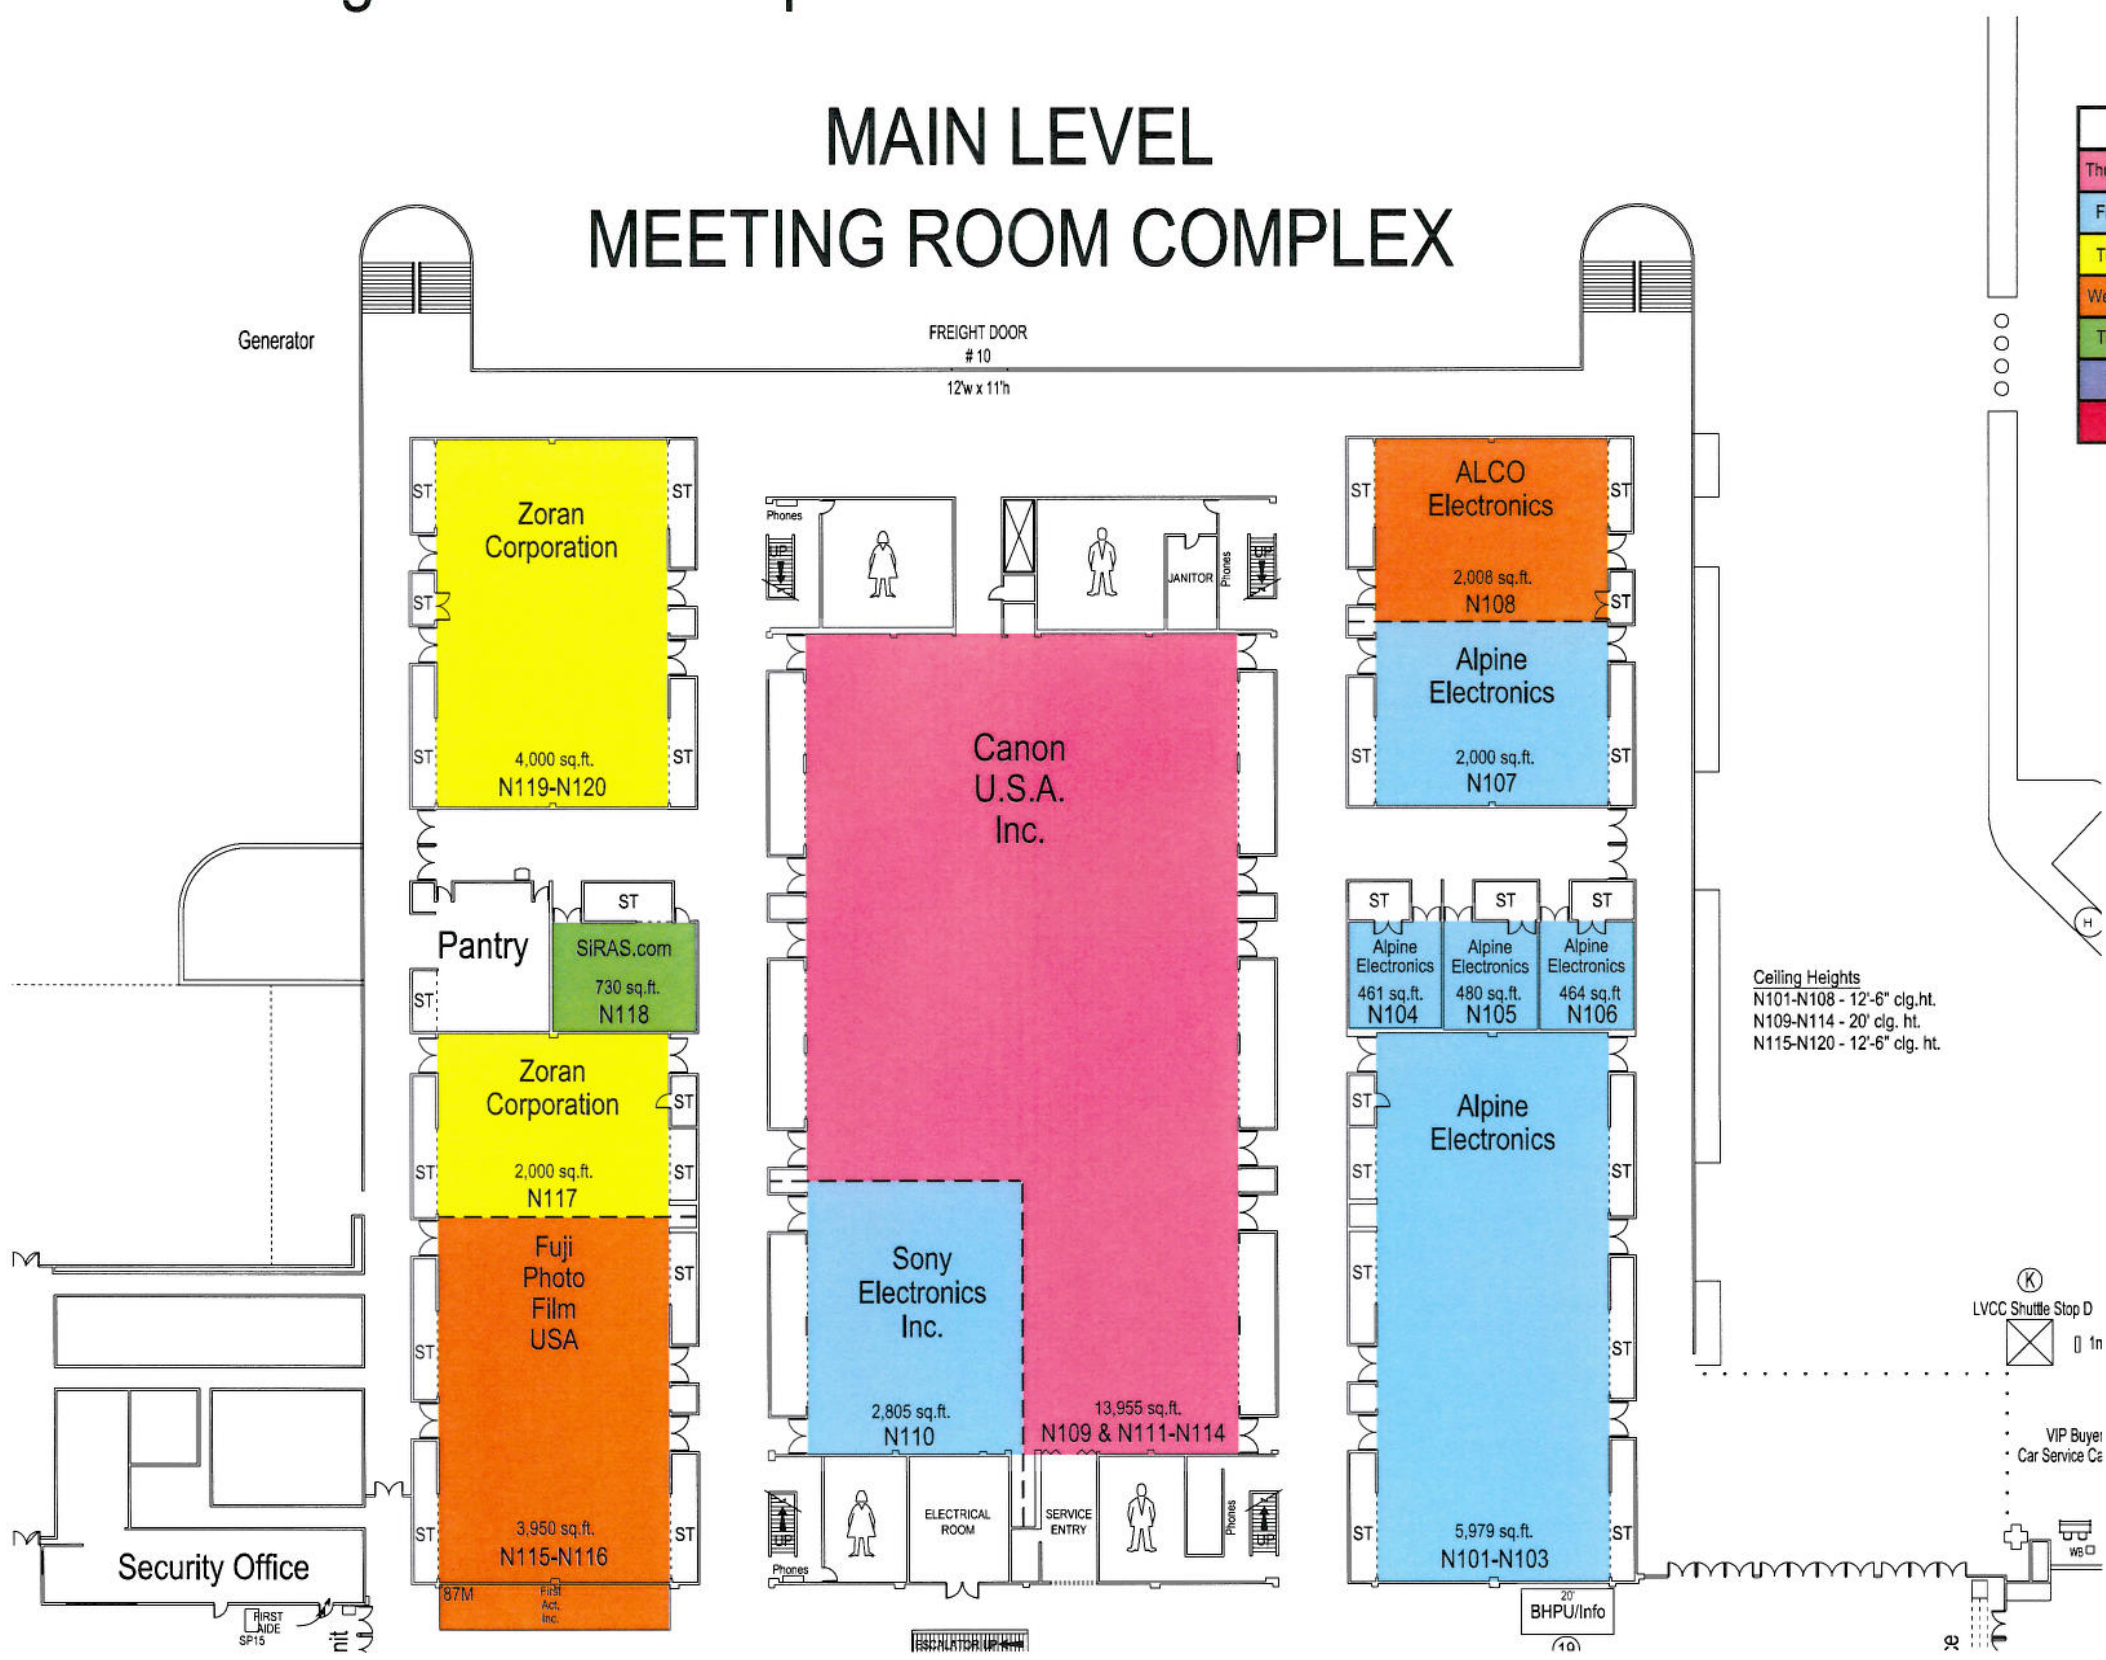 MAIN LEVEL
MEETING ROOM COMPLEX
Generator
FREIGHT DOOR
# 10
12'w x 11'h
ST
ST
Zoran
Corporation
ST
4,000 sq.ft.
N119-N120
ST
ST
Phones
UP
JANITOR
Phones
UP
ST
ST
ALCO
Electronics
2,008 sq.ft.
N108
ST
Alpine
Electronics
2,000 sq.ft.
N107
ST
ST
Canon
U.S.A.
Inc.
13,955 sq.ft.
N109 & N111-N114
Pantry
ST
ST
SiRAS.com
730 sq.ft.
N118
ST
ST
ST
Alpine
Electronics
461 sq.ft.
N104
Alpine
Electronics
480 sq.ft.
N105
Alpine
Electronics
464 sq.ft
N106
Ceiling Heights
N101-N108 - 12'-6" clg.ht.
N109-N114 - 20' clg. ht.
N115-N120 - 12'-6" clg. ht.
H
Zoran
Corporation
2,000 sq.ft.
N117
ST
ST
ST
Fuji
Photo
Film
USA
3,950 sq.ft.
N115-N116
ST
ST
ST
ST
87M
First
Act,
Inc.
Sony
Electronics
Inc.
2,805 sq.ft.
N110
ST
ST
ST
Alpine
Electronics
5,979 sq.ft.
N101-N103
ST
ST
ST
ST
UP
Phones
ELECTRICAL
ROOM
SERVICE
ENTRY
Phones
UP
ESCALATOR UP
20'
BHPU/Info
19
Security Office
FIRST
AIDE
SP15
K
LVCC Shuttle Stop D
VIP Buyer
Car Service Ca
WB